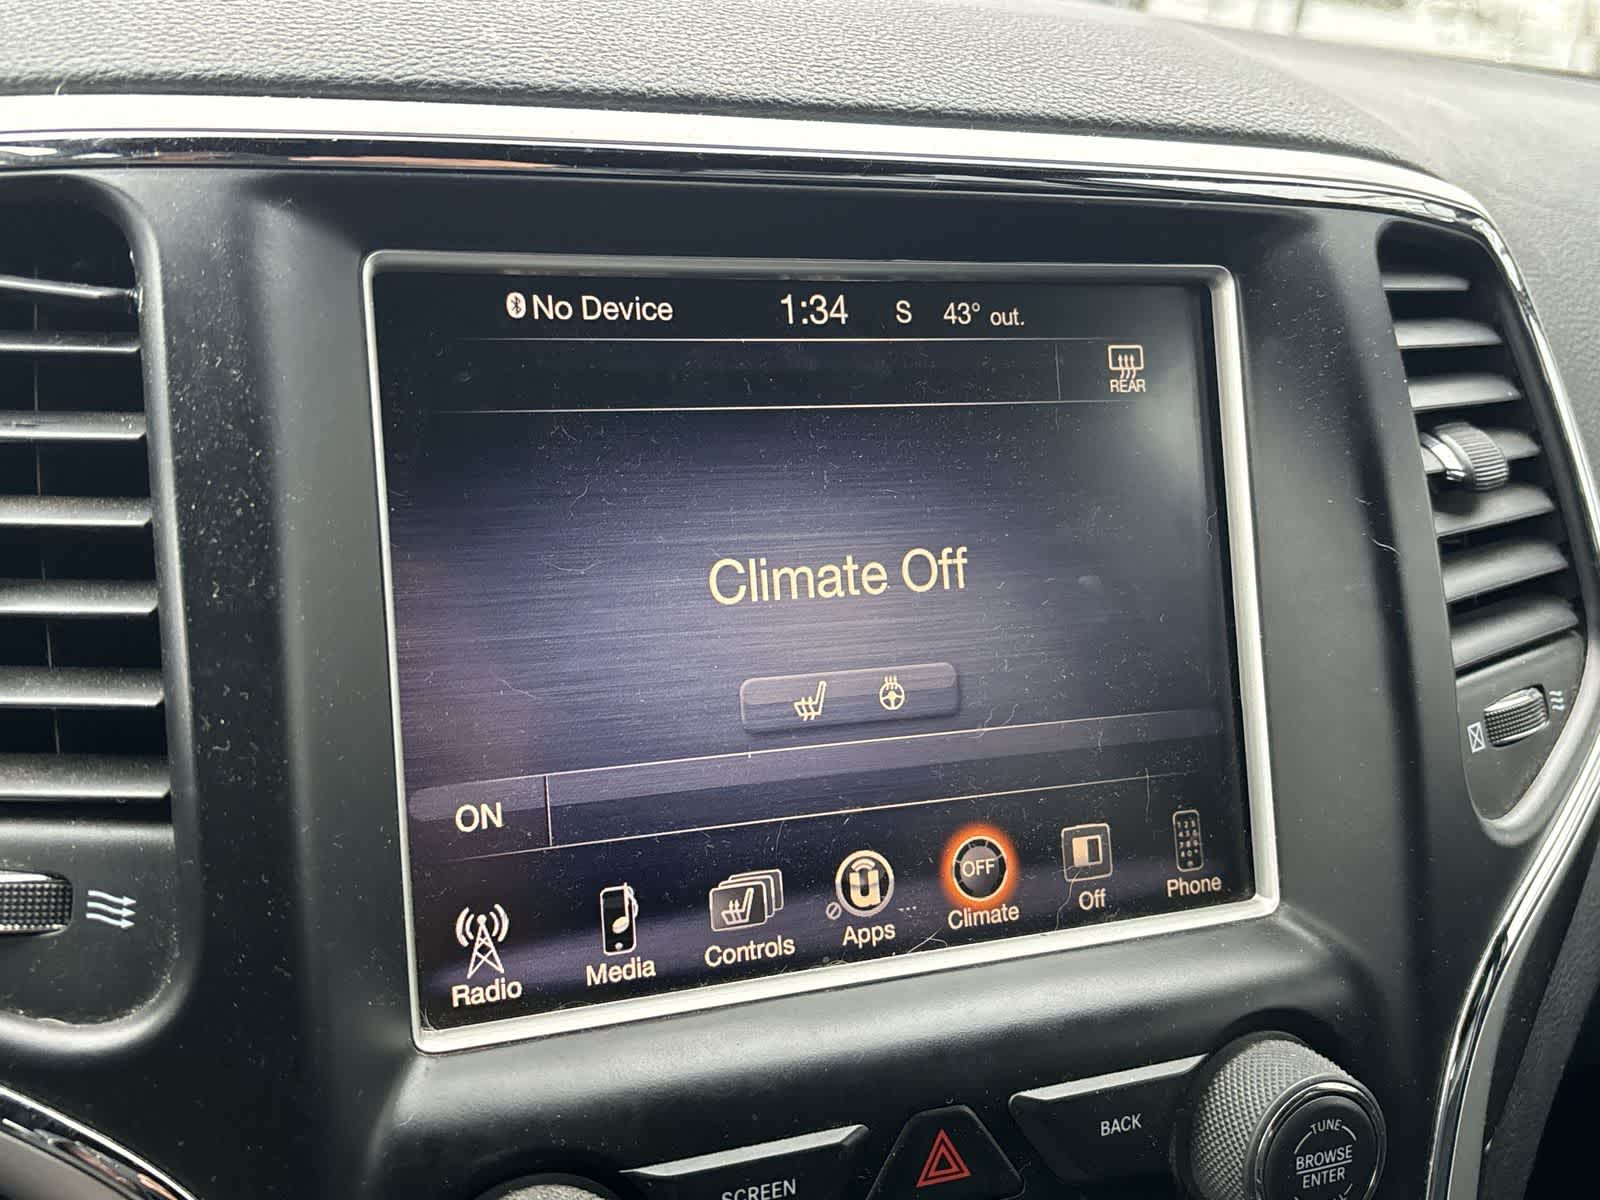 No Device 1:34 S 43° out.
REAR
Climate Off
ON
Radio
Media
Controls
Apps
OFF
Climate
Off
Phone
SCREEN
BACK
TUNE
BROWSE
ENTER